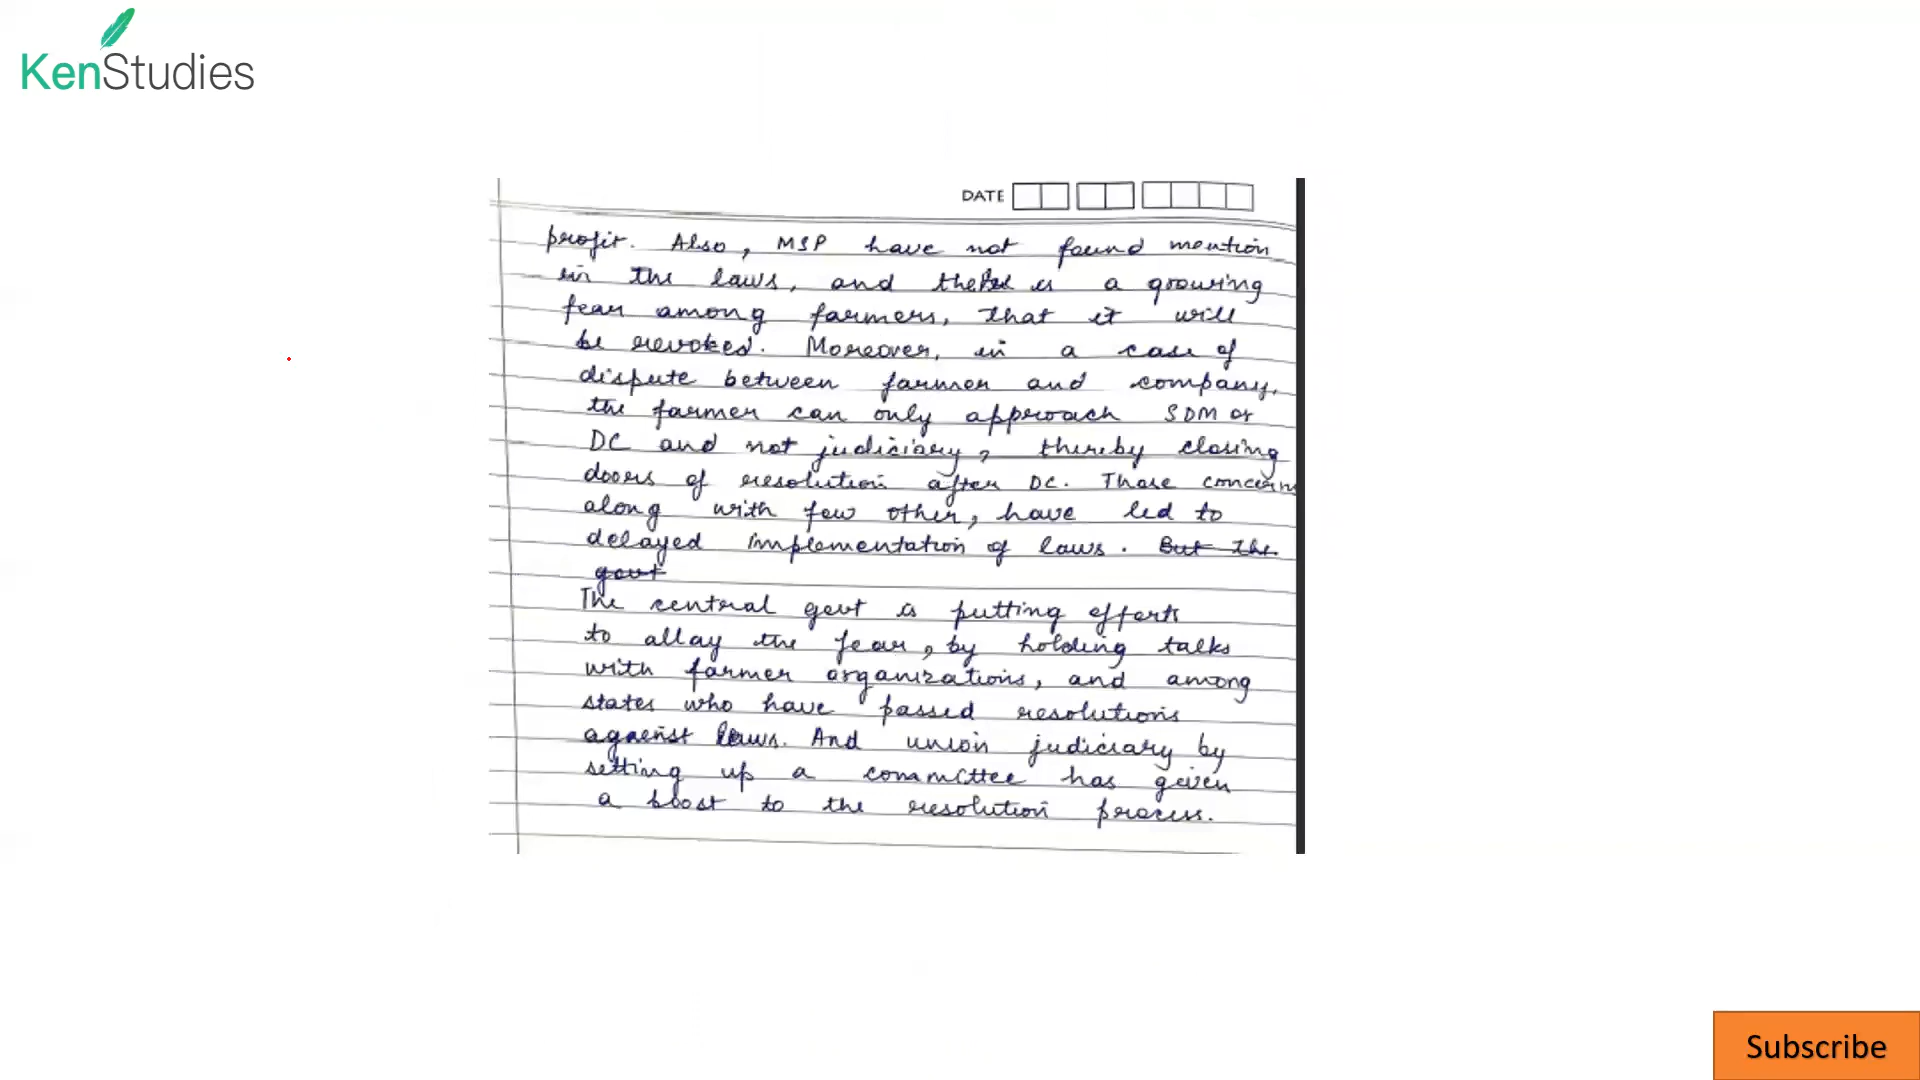 KenStudies
DATE
profit. Also, MSP have not found mention
in the laws, and there is a growing
fear among farmers, that it will
be revoked. Moreover, in a case of
dispute between farmer and company,
the farmer can only approach SDM or
DC and not judiciary, thereby closing
doors of resolution after DC. These concerns
along with few other, have led to
delayed implementation of laws. But the
govt
The central govt is putting efforts
to allay the fear, by holding talks
with farmer organizations, and among
states who have passed resolutions
against laws. And union judiciary by
setting up a committee has given
a boost to the resolution process.
Subscribe